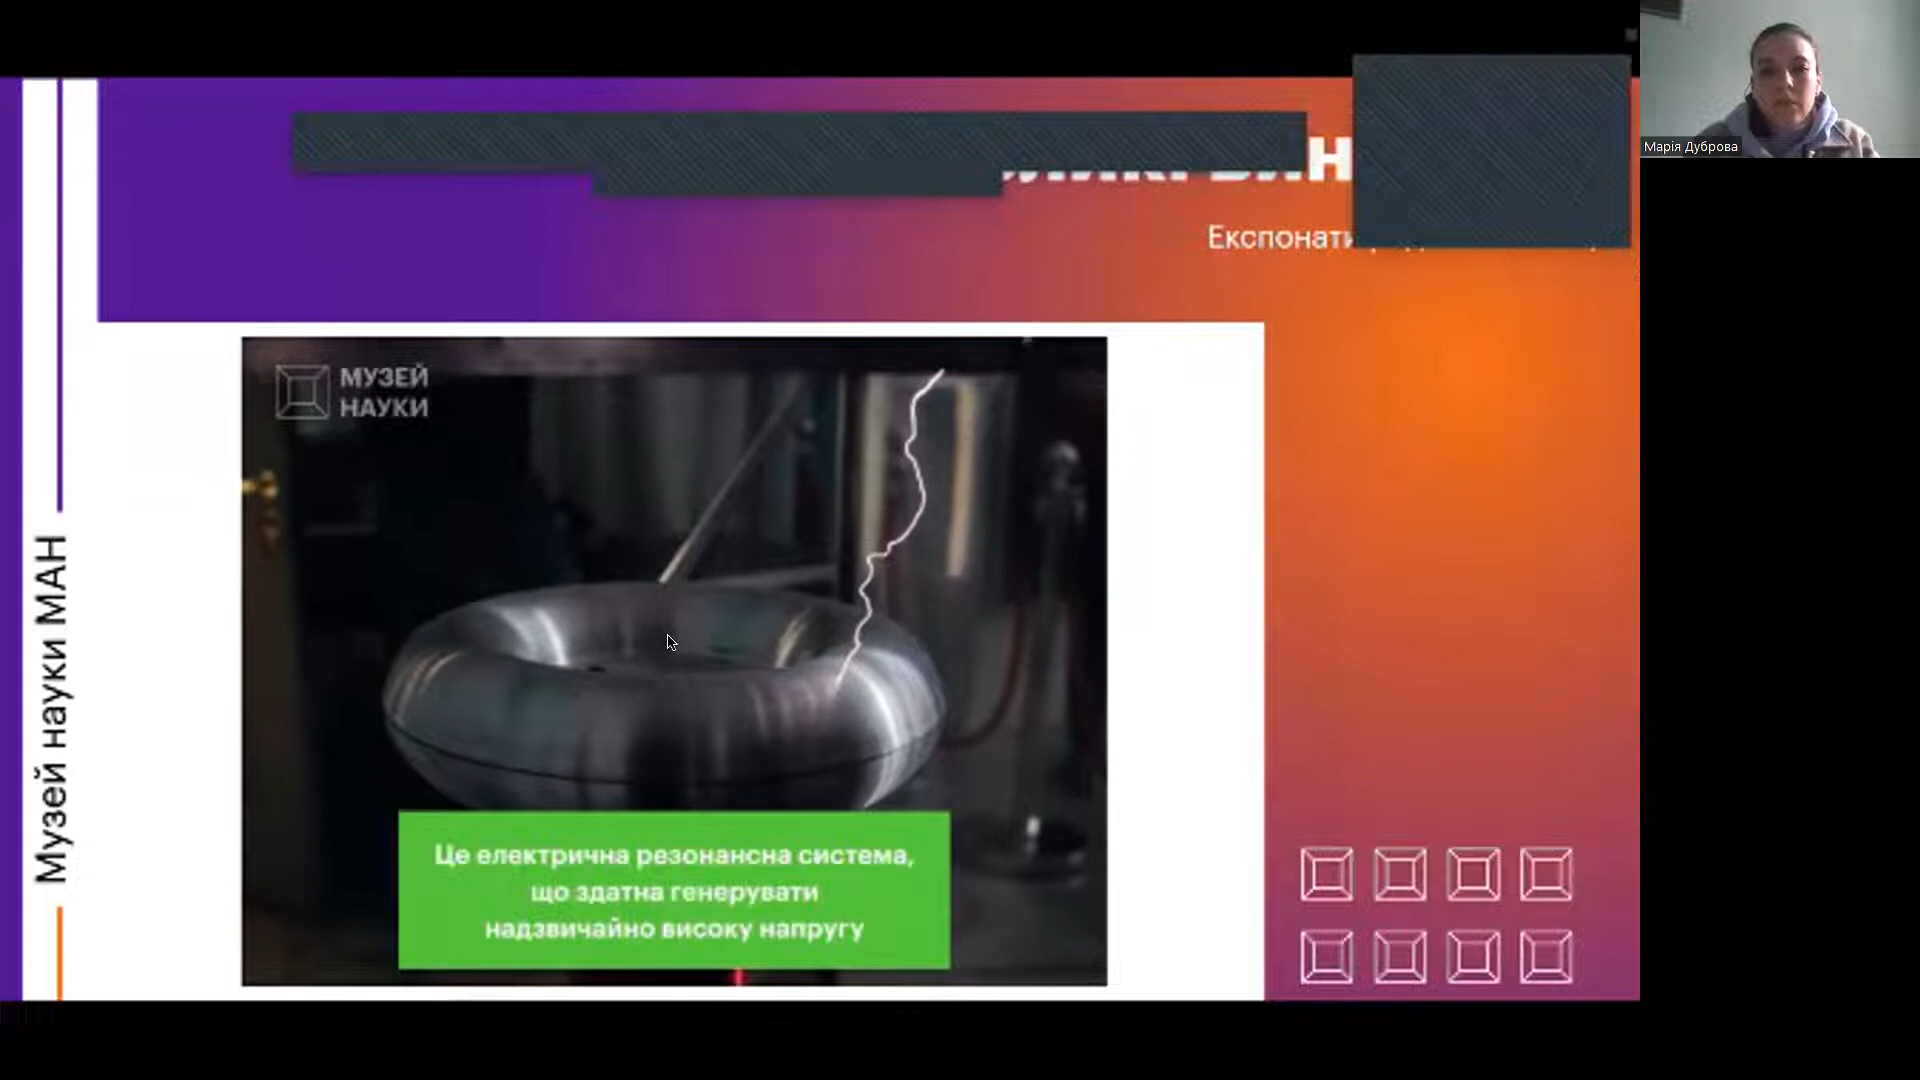 Експонати
Марія Дуброва
МУЗЕЙ
НАУКИ
Музей науки МАН
Це електрична резонансна система,
що здатна генерувати
надзвичайно високу напругу